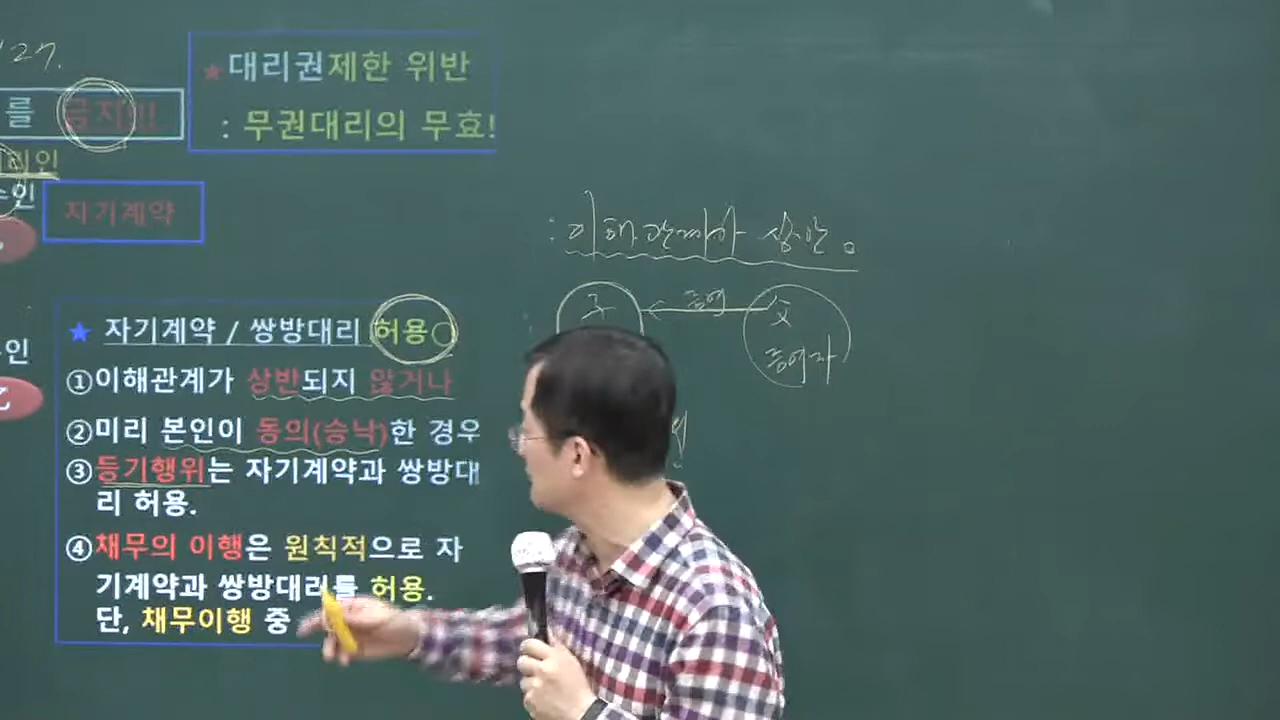 27.
★대리권제한 위반
: 무권대리의 무효!
를 금지!!!
리인
인
자기계약
: 이해관계가 상반。
子 ← 증여 父
증여자
인
★ 자기계약 / 쌍방대리 허용○
①이해관계가 상반되지 않거나
②미리 본인이 동의(승낙)한 경우
③등기행위는 자기계약과 쌍방대
리 허용.
④채무의 이행은 원칙적으로 자
기계약과 쌍방대리를 허용.
단, 채무이행 중